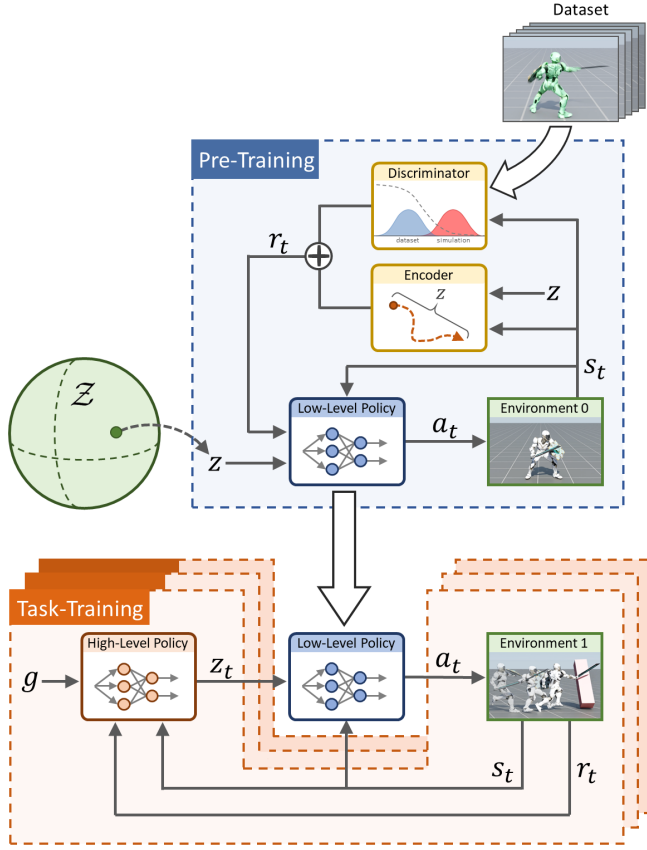 Dataset
Pre-Training
Discriminator
dataset simulation
r_t
+
Encoder
z
z
s_t
𝒵
z
Low-Level Policy
a_t
Environment 0
Task-Training
High-Level Policy
g
z_t
Low-Level Policy
a_t
Environment 1
s_t
r_t